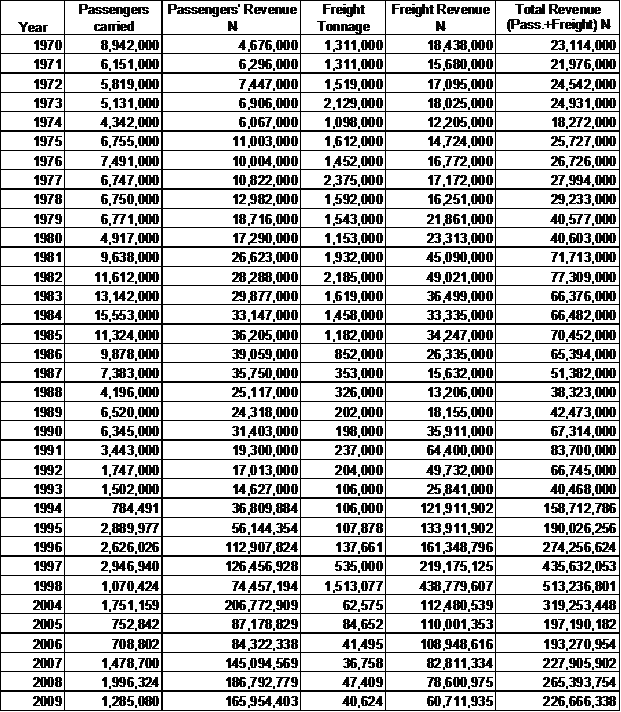 Year Passengers carried Passengers' Revenue N Freight Tonnage Freight Revenue N Total Revenue (Pass.+Freight) N
1970 8,942,000 4,676,000 1,311,000 18,438,000 23,114,000
1971 6,151,000 6,296,000 1,311,000 15,680,000 21,976,000
1972 5,819,000 7,447,000 1,519,000 17,095,000 24,542,000
1973 5,131,000 6,906,000 2,129,000 18,025,000 24,931,000
1974 4,342,000 6,067,000 1,098,000 12,205,000 18,272,000
1975 6,755,000 11,003,000 1,612,000 14,724,000 25,727,000
1976 7,491,000 10,004,000 1,452,000 16,772,000 26,726,000
1977 6,747,000 10,822,000 2,375,000 17,172,000 27,994,000
1978 6,750,000 12,982,000 1,592,000 16,251,000 29,233,000
1979 6,771,000 18,716,000 1,543,000 21,861,000 40,577,000
1980 4,917,000 17,290,000 1,153,000 23,313,000 40,603,000
1981 9,638,000 26,623,000 1,932,000 45,090,000 71,713,000
1982 11,612,000 28,288,000 2,185,000 49,021,000 77,309,000
1983 13,142,000 29,877,000 1,619,000 36,499,000 66,376,000
1984 15,553,000 33,147,000 1,458,000 33,335,000 66,482,000
1985 11,324,000 36,205,000 1,182,000 34,247,000 70,452,000
1986 9,878,000 39,059,000 852,000 26,335,000 65,394,000
1987 7,383,000 35,750,000 353,000 15,632,000 51,382,000
1988 4,196,000 25,117,000 326,000 13,206,000 38,323,000
1989 6,520,000 24,318,000 202,000 18,155,000 42,473,000
1990 6,345,000 31,403,000 198,000 35,911,000 67,314,000
1991 3,443,000 19,300,000 237,000 64,400,000 83,700,000
1992 1,747,000 17,013,000 204,000 49,732,000 66,745,000
1993 1,502,000 14,627,000 106,000 25,841,000 40,468,000
1994 784,491 36,809,884 106,000 121,911,902 158,712,786
1995 2,889,977 56,144,354 107,878 133,911,902 190,026,256
1996 2,626,026 112,907,824 137,661 161,348,796 274,256,624
1997 2,946,940 126,456,928 535,000 219,175,125 435,632,053
1998 1,070,424 74,457,194 1,513,077 438,779,607 513,236,801
2004 1,751,159 206,772,909 62,575 112,480,539 319,253,448
2005 752,842 87,178,829 84,652 110,001,353 197,190,182
2006 708,802 84,322,338 41,495 108,948,616 193,270,954
2007 1,478,700 145,094,569 36,758 82,811,334 227,905,902
2008 1,996,324 186,792,779 47,409 78,600,975 265,393,754
2009 1,285,080 165,954,403 40,624 60,711,935 226,666,338